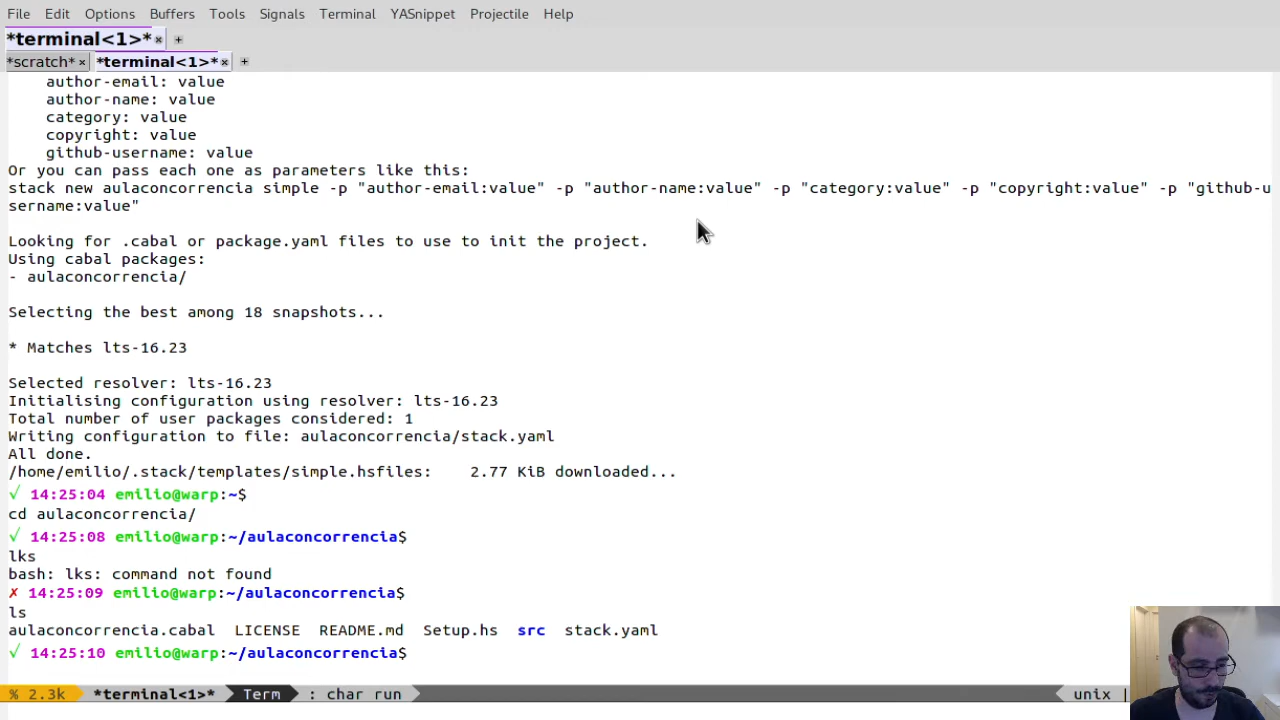 File Edit Options Buffers Tools Signals Terminal YASnippet Projectile Help
*terminal<1>* × +
*scratch* × *terminal<1>* × +
author-email: value
author-name: value
category: value
copyright: value
github-username: value
Or you can pass each one as parameters like this:
stack new aulaconcorrencia simple -p "author-email:value" -p "author-name:value" -p "category:value" -p "copyright:value" -p "github-u
sername:value"
Looking for .cabal or package.yaml files to use to init the project.
Using cabal packages:
- aulaconcorrencia/
Selecting the best among 18 snapshots...
* Matches lts-16.23
Selected resolver: lts-16.23
Initialising configuration using resolver: lts-16.23
Total number of user packages considered: 1
Writing configuration to file: aulaconcorrencia/stack.yaml
All done.
/home/emilio/.stack/templates/simple.hsfiles:    2.77 KiB downloaded...
√ 14:25:04 emilio@warp:~$
cd aulaconcorrencia/
√ 14:25:08 emilio@warp:~/aulaconcorrencia$
lks
bash: lks: command not found
✗ 14:25:09 emilio@warp:~/aulaconcorrencia$
ls
aulaconcorrencia.cabal  LICENSE  README.md  Setup.hs  src  stack.yaml
√ 14:25:10 emilio@warp:~/aulaconcorrencia$
% 2.3k *terminal<1>* Term : char run unix |